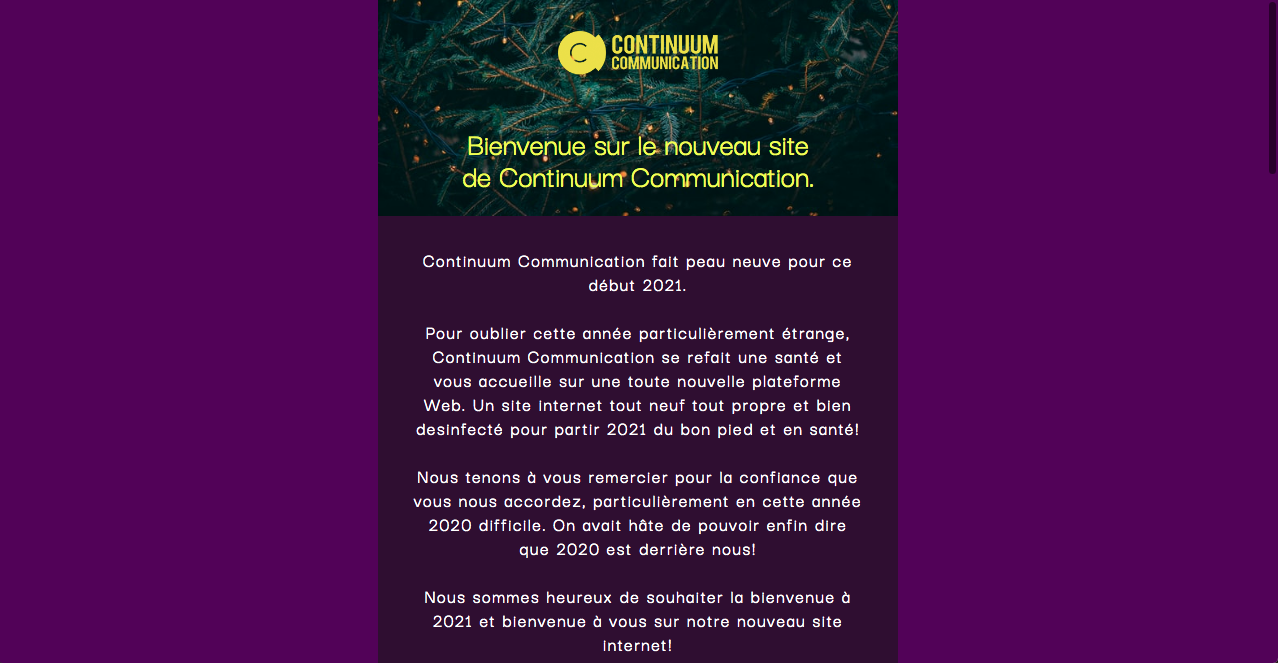 C
CONTINUUM
COMMUNICATION
Bienvenue sur le nouveau site
de Continuum Communication.
Continuum Communication fait peau neuve pour ce
début 2021.
Pour oublier cette année particulièrement étrange,
Continuum Communication se refait une santé et
vous accueille sur une toute nouvelle plateforme
Web. Un site internet tout neuf tout propre et bien
desinfecté pour partir 2021 du bon pied et en santé!
Nous tenons à vous remercier pour la confiance que
vous nous accordez, particulièrement en cette année
2020 difficile. On avait hâte de pouvoir enfin dire
que 2020 est derrière nous!
Nous sommes heureux de souhaiter la bienvenue à
2021 et bienvenue à vous sur notre nouveau site
internet!